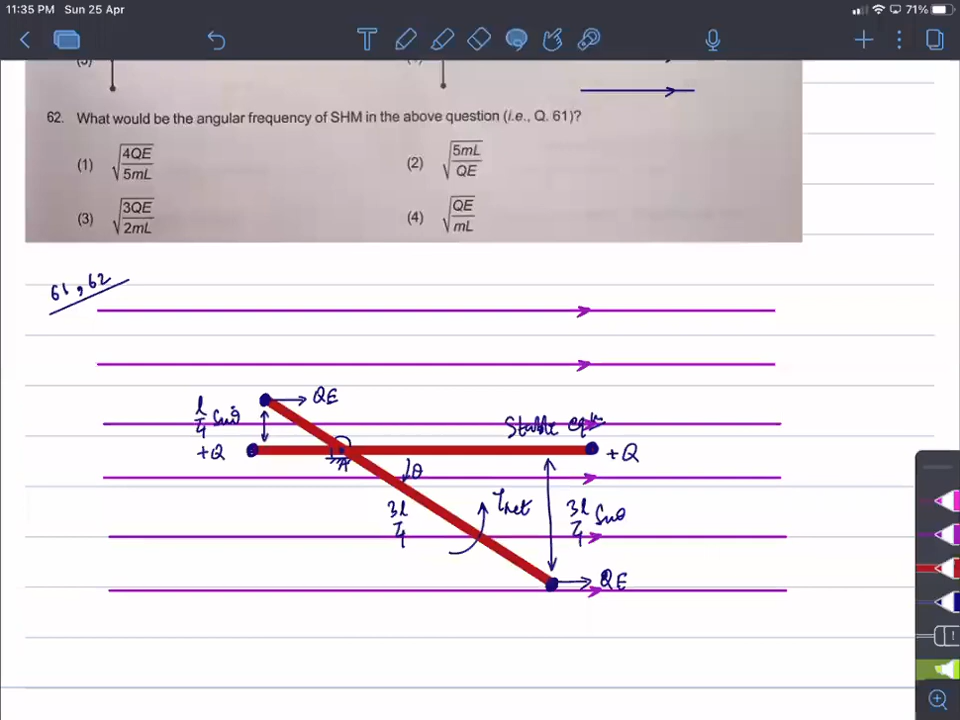 11:35 PM Sun 25 Apr
71%
62. What would be the angular frequency of SHM in the above question (i.e., Q. 61)?
(1) √(4QE/5mL)
(2) √(5mL/QE)
(3) √(3QE/2mL)
(4) √(QE/mL)
61, 62
QE
l/4 Sinθ
Stable eqm
+Q
+Q
A
θ
3l/4
τnet
3l/4 Sinθ
QE